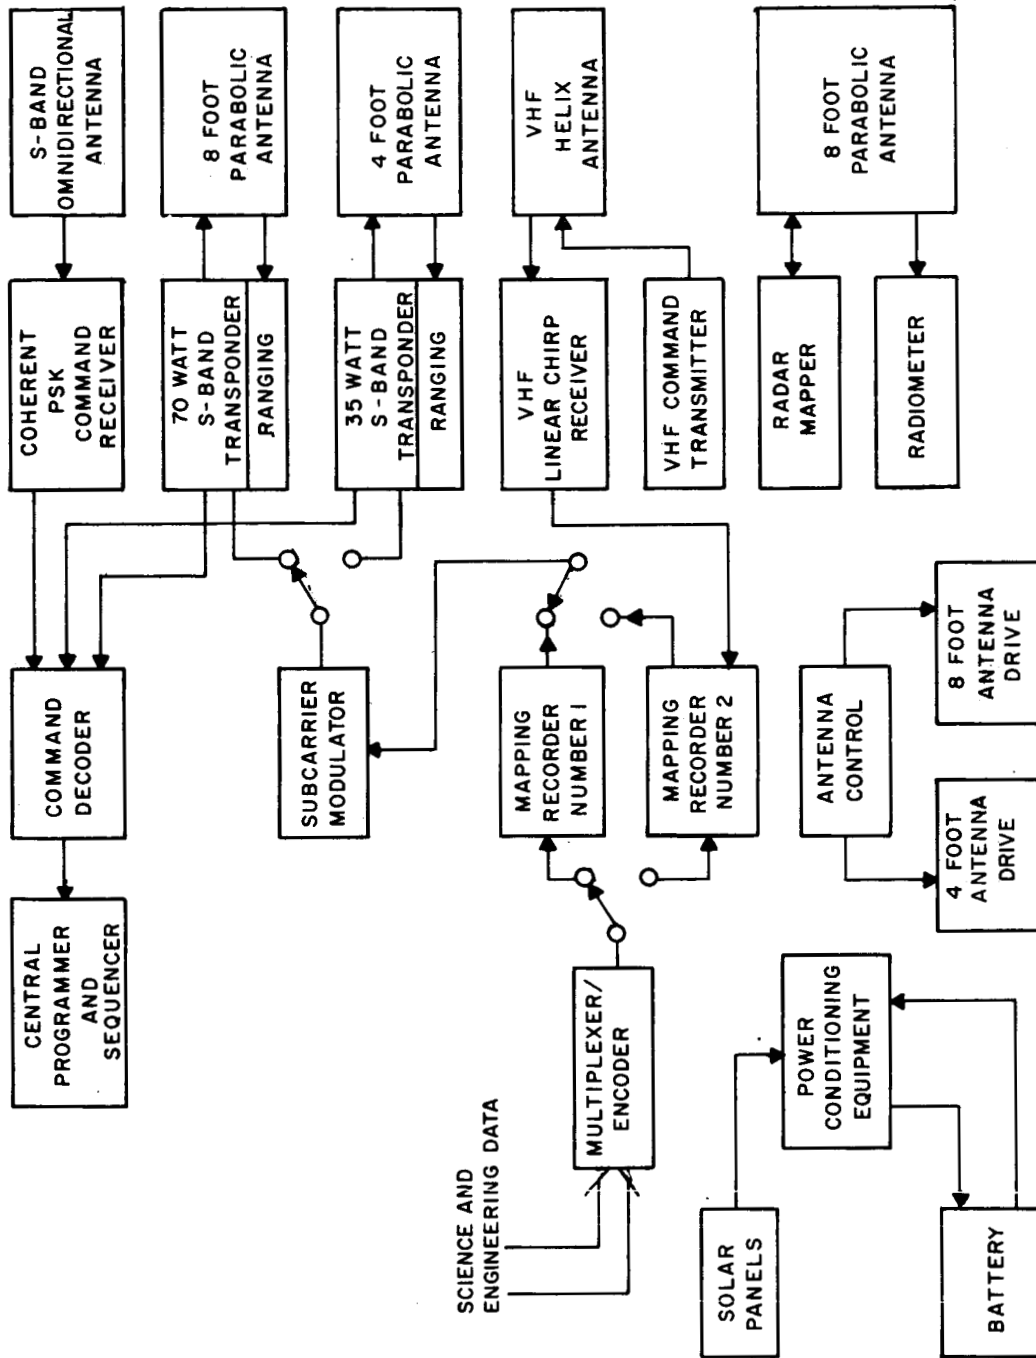 S-BAND
OMNIDIRECTIONAL
ANTENNA
8 FOOT
PARABOLIC
ANTENNA
4 FOOT
PARABOLIC
ANTENNA
VHF
HELIX
ANTENNA
8 FOOT
PARABOLIC
ANTENNA
COHERENT
PSK
COMMAND
RECEIVER
70 WATT
S-BAND
TRANSPONDER
RANGING
35 WATT
S-BAND
TRANSPONDER
RANGING
VHF
LINEAR CHIRP
RECEIVER
VHF COMMAND
TRANSMITTER
RADAR
MAPPER
RADIOMETER
COMMAND
DECODER
SUBCARRIER
MODULATOR
MAPPING
RECORDER
NUMBER 1
MAPPING
RECORDER
NUMBER 2
ANTENNA
CONTROL
8 FOOT
ANTENNA
DRIVE
4 FOOT
ANTENNA
DRIVE
CENTRAL
PROGRAMMER
AND
SEQUENCER
MULTIPLEXER/
ENCODER
POWER
CONDITIONING
EQUIPMENT
SCIENCE AND
ENGINEERING DATA
SOLAR
PANELS
BATTERY